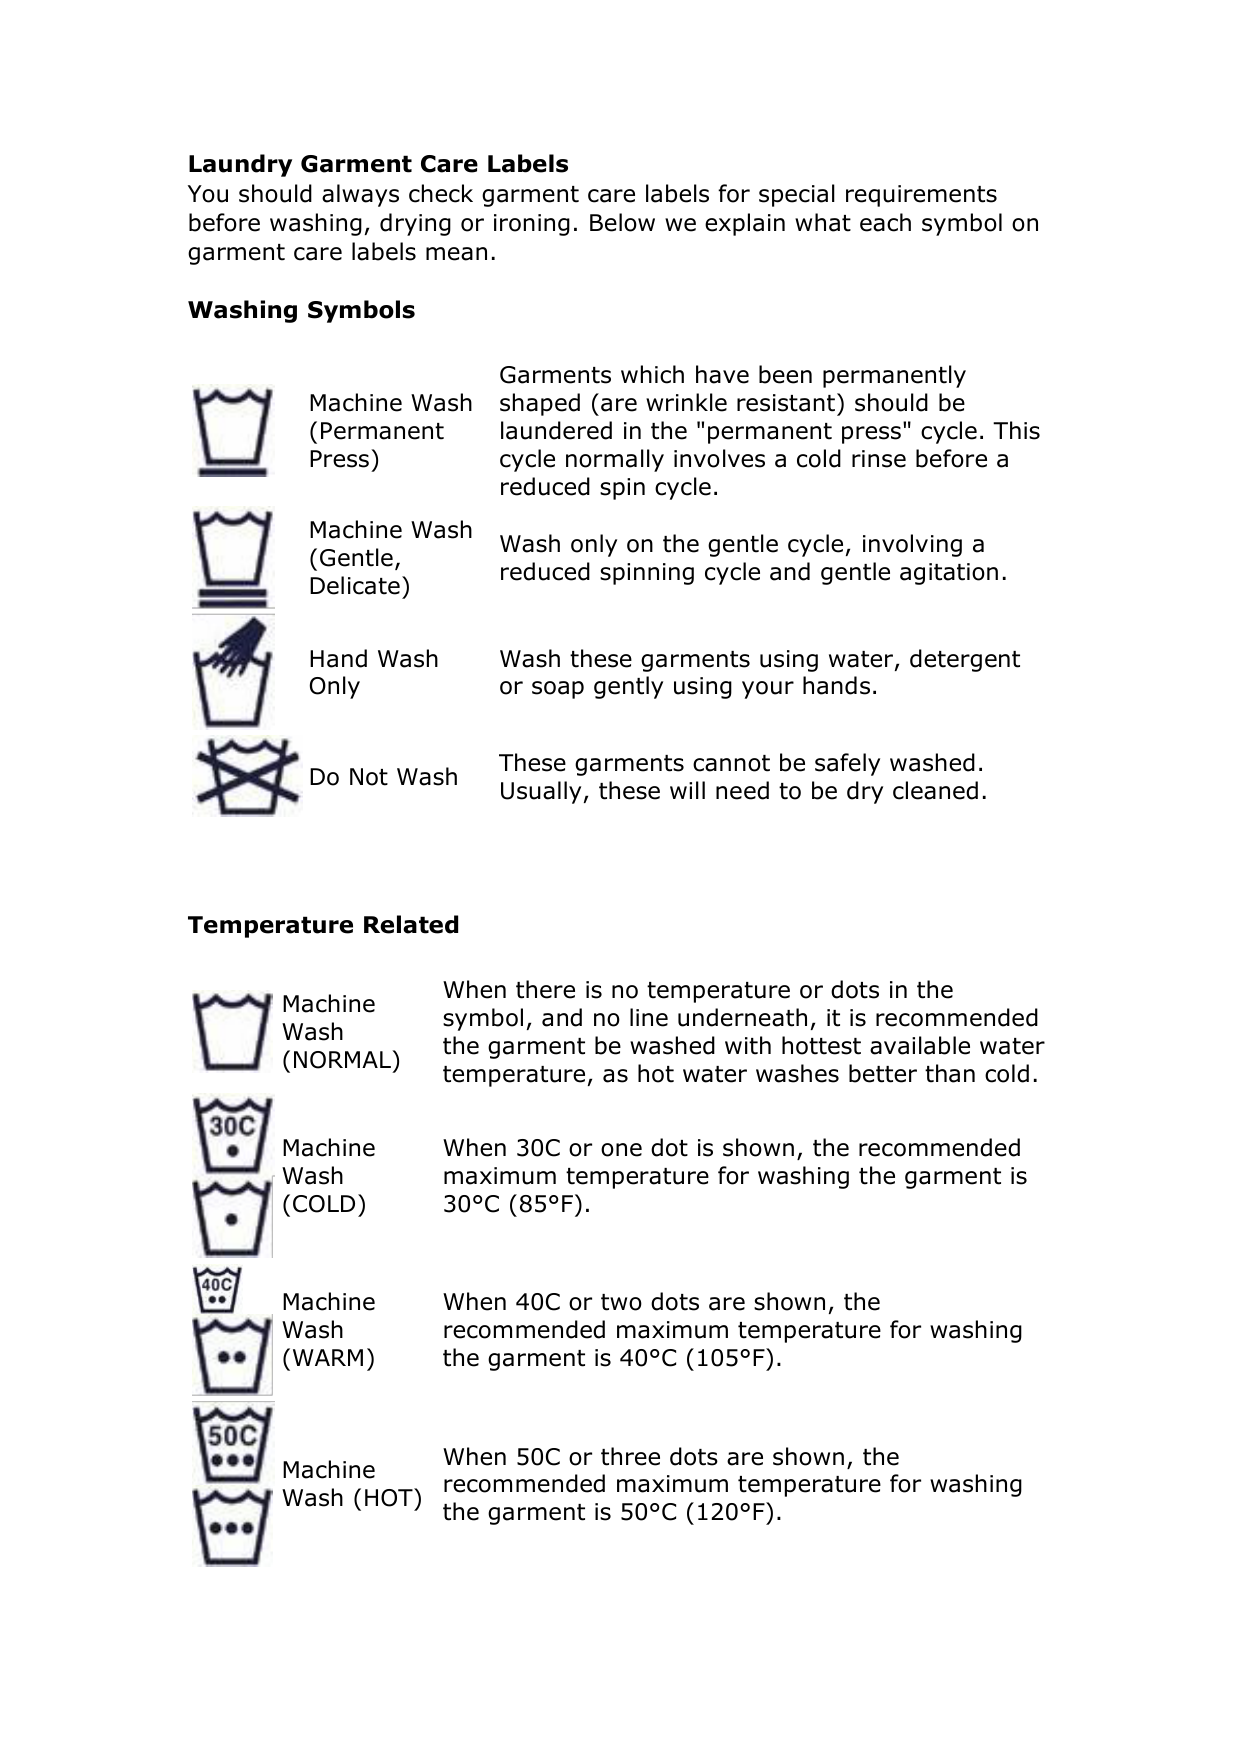 Laundry Garment Care Labels
You should always check garment care labels for special requirements
before washing, drying or ironing. Below we explain what each symbol on
garment care labels mean.
Washing Symbols
Machine Wash
(Permanent
Press)
Garments which have been permanently
shaped (are wrinkle resistant) should be
laundered in the "permanent press" cycle. This
cycle normally involves a cold rinse before a
reduced spin cycle.
Machine Wash
(Gentle,
Delicate)
Wash only on the gentle cycle, involving a
reduced spinning cycle and gentle agitation.
Hand Wash
Only
Wash these garments using water, detergent
or soap gently using your hands.
Do Not Wash
These garments cannot be safely washed.
Usually, these will need to be dry cleaned.
Temperature Related
Machine
Wash
(NORMAL)
When there is no temperature or dots in the
symbol, and no line underneath, it is recommended
the garment be washed with hottest available water
temperature, as hot water washes better than cold.
30C
Machine
Wash
(COLD)
When 30C or one dot is shown, the recommended
maximum temperature for washing the garment is
30°C (85°F).
40C
Machine
Wash
(WARM)
When 40C or two dots are shown, the
recommended maximum temperature for washing
the garment is 40°C (105°F).
50C
Machine
Wash (HOT)
When 50C or three dots are shown, the
recommended maximum temperature for washing
the garment is 50°C (120°F).